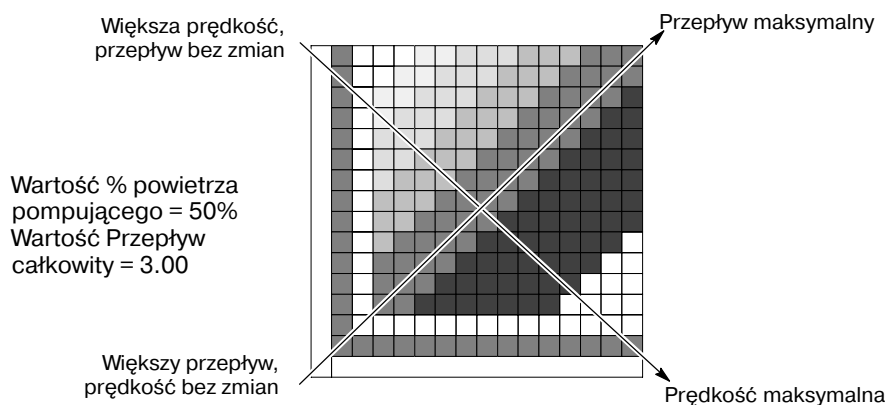 Większa prędkość,
przepływ bez zmian
Przepływ maksymalny
Wartość % powietrza
pompującego = 50%
Wartość Przepływ
całkowity = 3.00
Większy przepływ,
prędkość bez zmian
Prędkość maksymalna